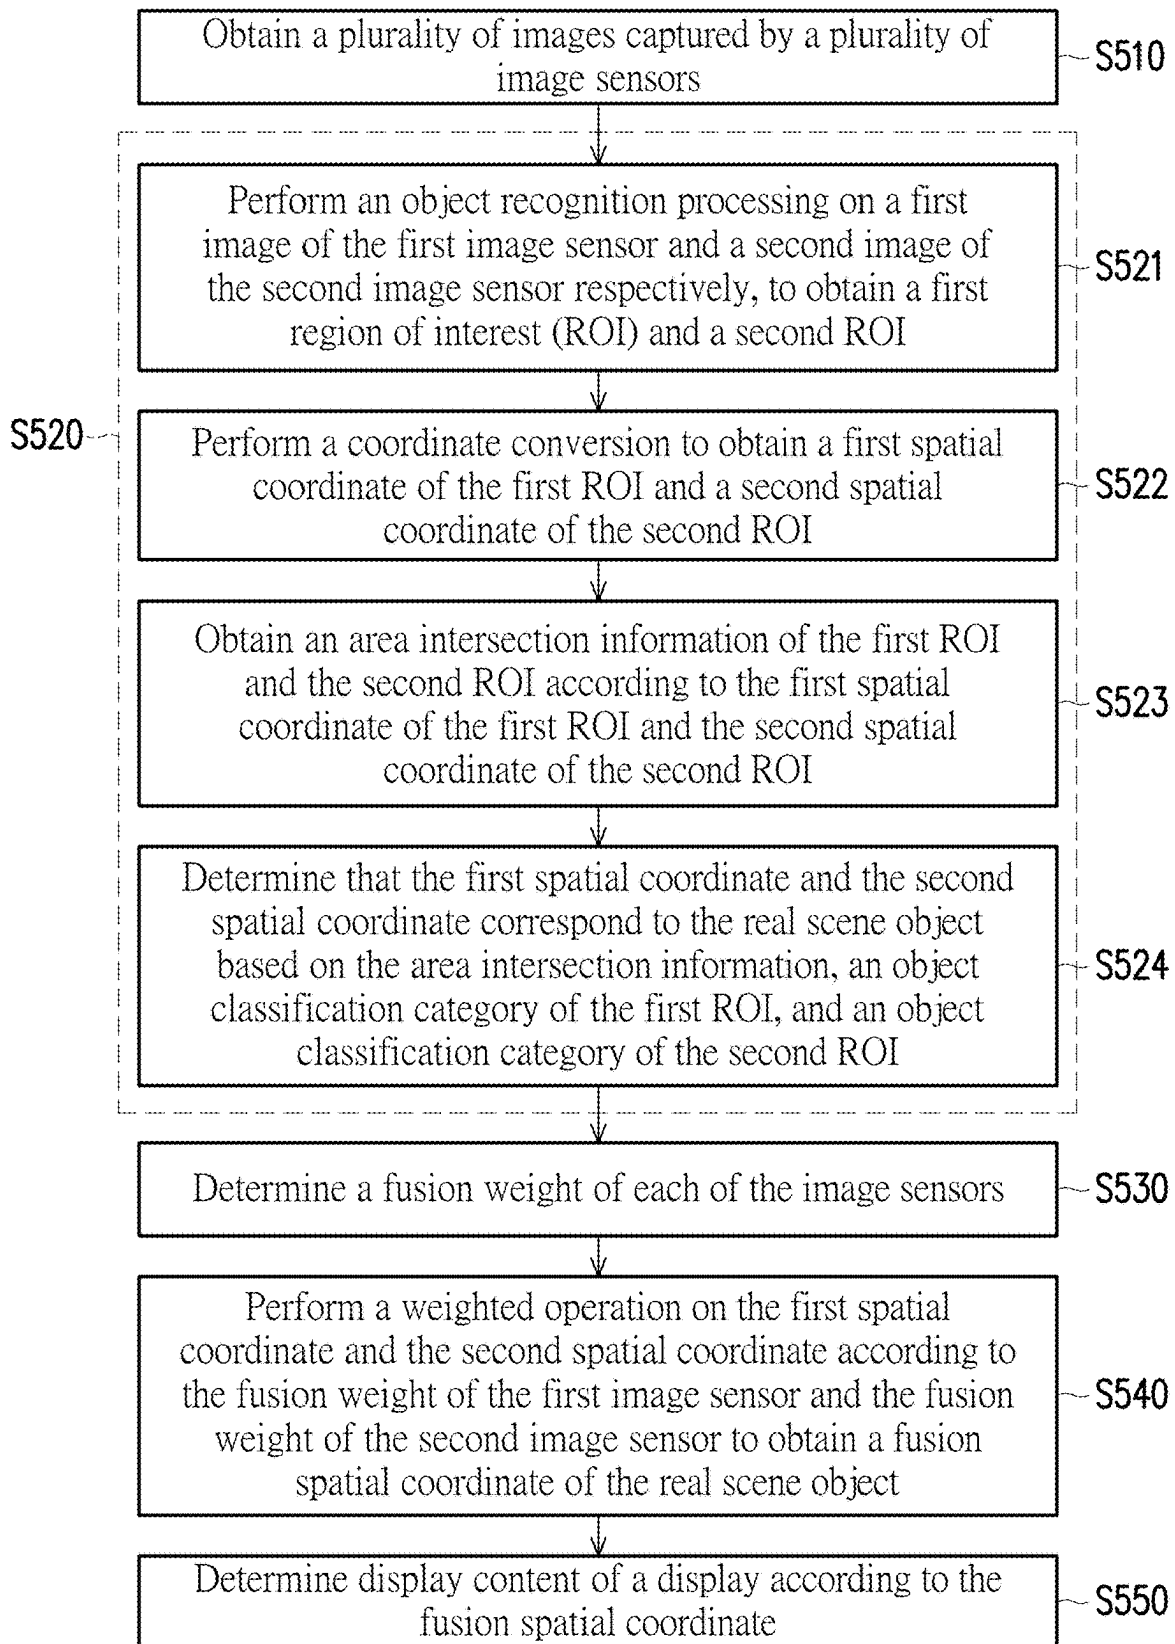 Obtain a plurality of images captured by a plurality of
image sensors
S510
Perform an object recognition processing on a first
image of the first image sensor and a second image of
the second image sensor respectively, to obtain a first
region of interest (ROI) and a second ROI
S521
S520
Perform a coordinate conversion to obtain a first spatial
coordinate of the first ROI and a second spatial
coordinate of the second ROI
S522
Obtain an area intersection information of the first ROI
and the second ROI according to the first spatial
coordinate of the first ROI and the second spatial
coordinate of the second ROI
S523
Determine that the first spatial coordinate and the second
spatial coordinate correspond to the real scene object
based on the area intersection information, an object
classification category of the first ROI, and an object
classification category of the second ROI
S524
Determine a fusion weight of each of the image sensors
S530
Perform a weighted operation on the first spatial
coordinate and the second spatial coordinate according to
the fusion weight of the first image sensor and the fusion
weight of the second image sensor to obtain a fusion
spatial coordinate of the real scene object
S540
Determine display content of a display according to the
fusion spatial coordinate
S550